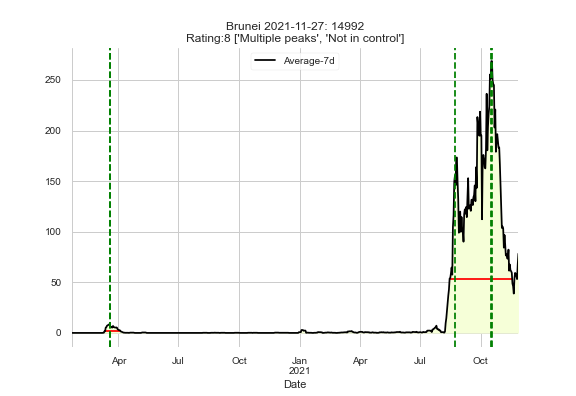 Brunei 2021-11-27: 14992
Rating:8 ['Multiple peaks', 'Not in control']
Average-7d
250
200
150
100
50
0
Apr
Jul
Oct
Jan
2021
Apr
Jul
Oct
Date